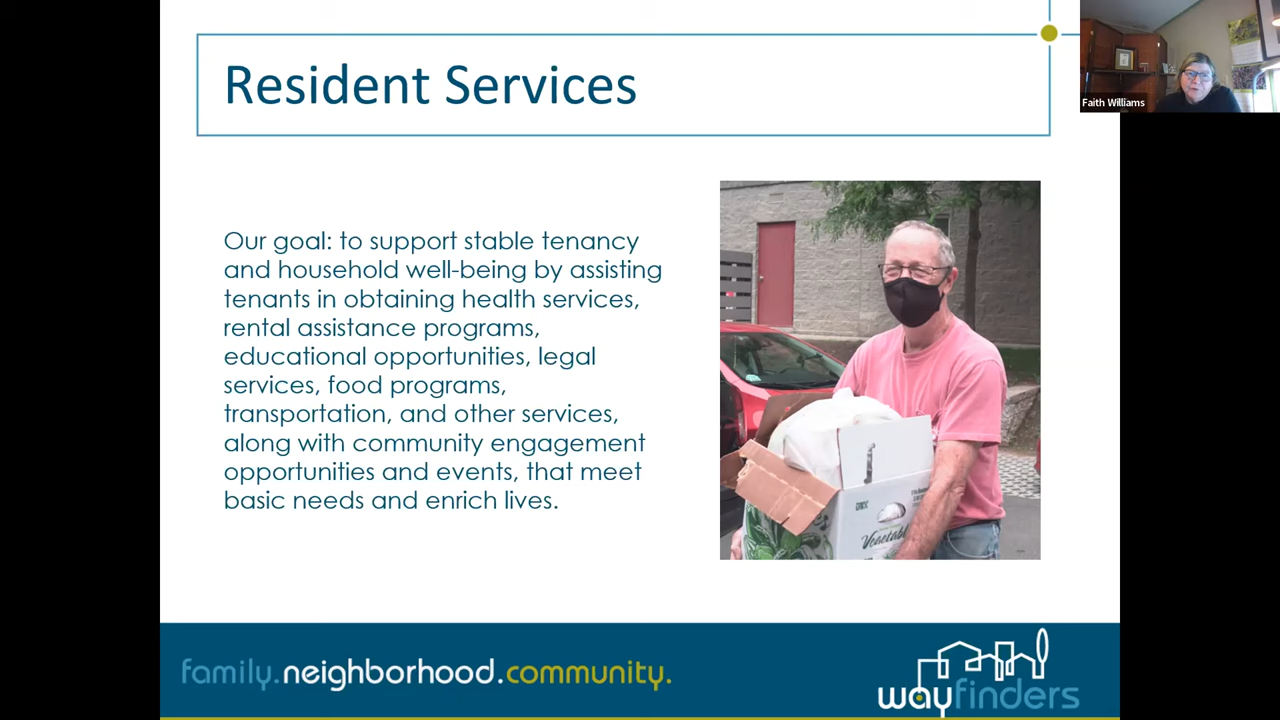 Resident Services
Faith Williams
Our goal: to support stable tenancy
and household well-being by assisting
tenants in obtaining health services,
rental assistance programs,
educational opportunities, legal
services, food programs,
transportation, and other services,
along with community engagement
opportunities and events, that meet
basic needs and enrich lives.
family.neighborhood.community.
wayfinders